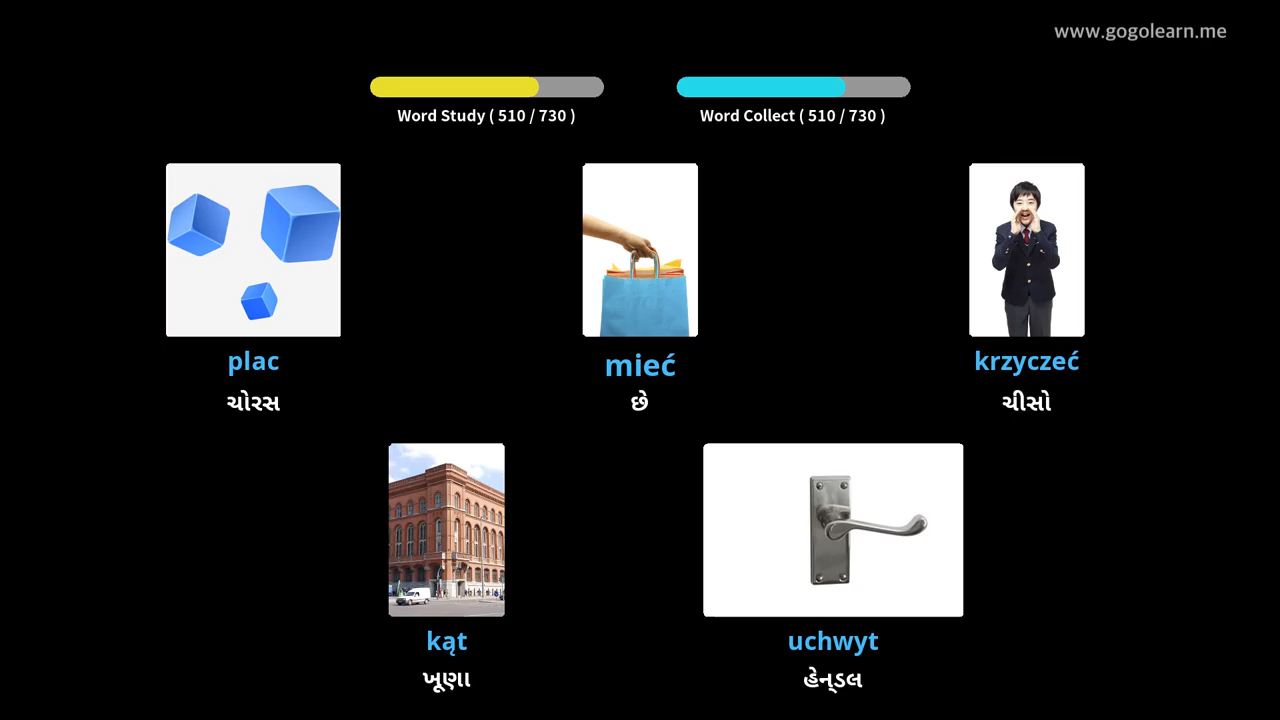 www.gogolearn.me
Word Study ( 510 / 730 )
Word Collect ( 510 / 730 )
plac
ચોરસ
mieć
છે
krzyczeć
ચીસો
kąt
ખૂણા
uchwyt
હેન્ડલ